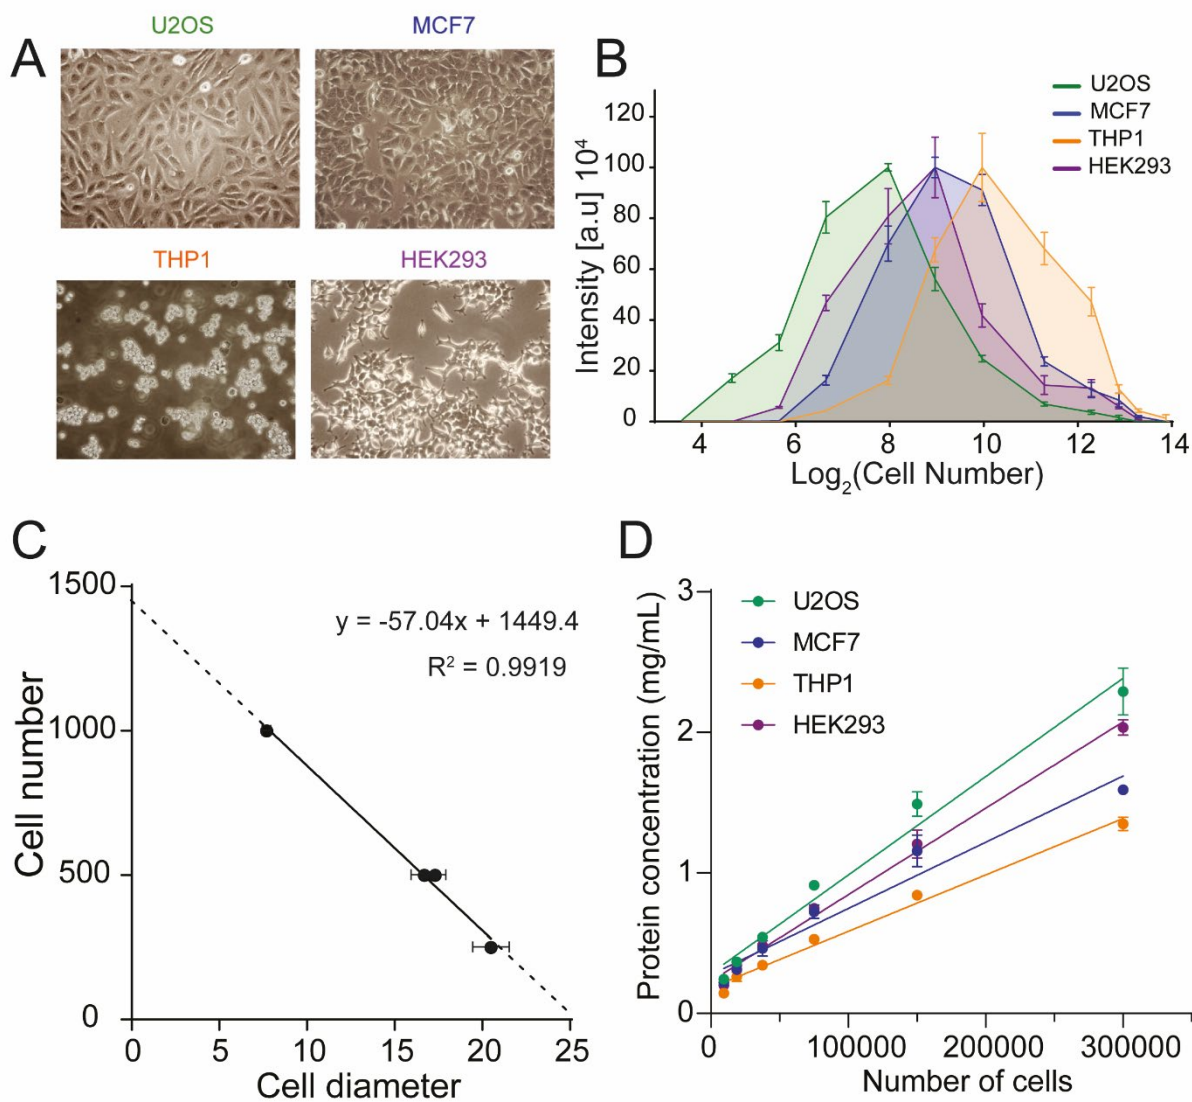 A
U2OS
MCF7
THP1
HEK293
B
Intensity [a.u] 10⁴
120
100
80
60
40
20
0
4
6
8
10
12
14
Log₂(Cell Number)
U2OS
MCF7
THP1
HEK293
C
Cell number
1500
1000
500
0
0
5
10
15
20
25
Cell diameter
y = -57.04x + 1449.4
R² = 0.9919
D
Protein concentration (mg/mL)
3
2
1
0
0
100000
200000
300000
Number of cells
U2OS
MCF7
THP1
HEK293